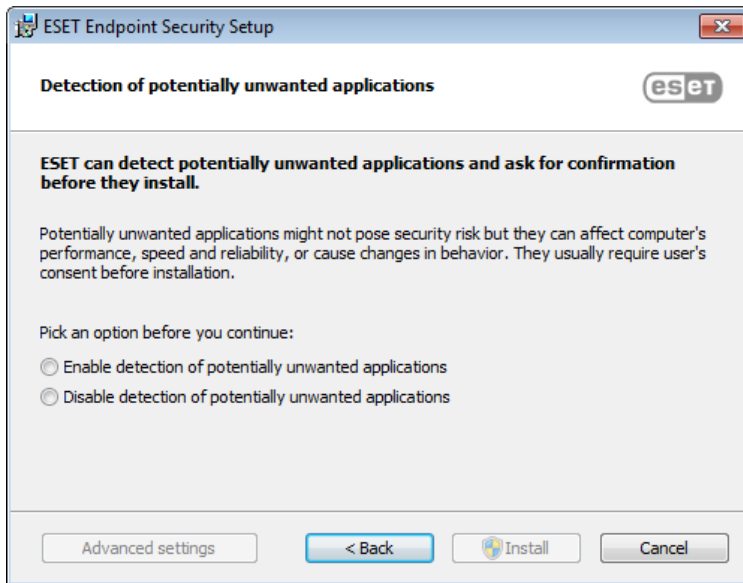 ESET Endpoint Security Setup
Detection of potentially unwanted applications
eseT
ESET can detect potentially unwanted applications and ask for confirmation
before they install.
Potentially unwanted applications might not pose security risk but they can affect computer's
performance, speed and reliability, or cause changes in behavior. They usually require user's
consent before installation.
Pick an option before you continue:
Enable detection of potentially unwanted applications
Disable detection of potentially unwanted applications
Advanced settings
< Back
Install
Cancel